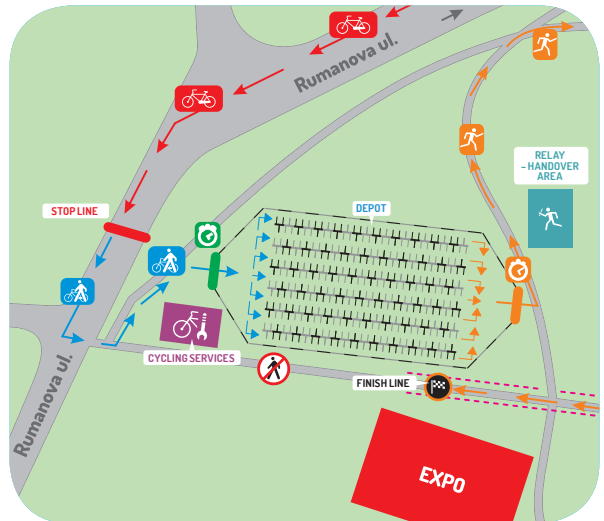 Rumanova ul.
RELAY
- HANDOVER
AREA
STOP LINE
DEPOT
CYCLING SERVICES
FINISH LINE
Rumanova ul.
EXPO